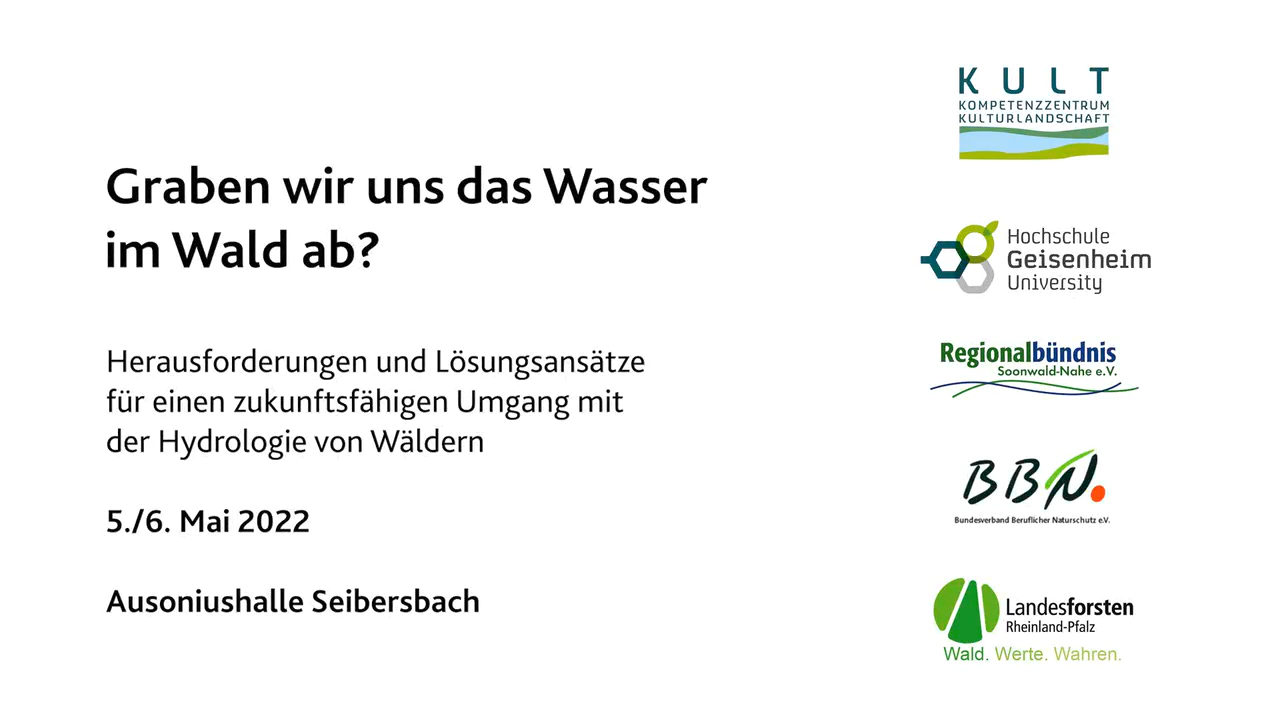 Graben wir uns das Wasser
im Wald ab?
Herausforderungen und Lösungsansätze
für einen zukunftsfähigen Umgang mit
der Hydrologie von Wäldern
5./6. Mai 2022
Ausoniushalle Seibersbach
KULT
KOMPETENZZENTRUM
KULTURLANDSCHAFT
Hochschule
Geisenheim
University
Regionalbündnis
Soonwald-Nahe e.V.
BBN.
Bundesverband Beruflicher Naturschutz e.V.
Landesforsten
Rheinland-Pfalz
Wald. Werte. Wahren.